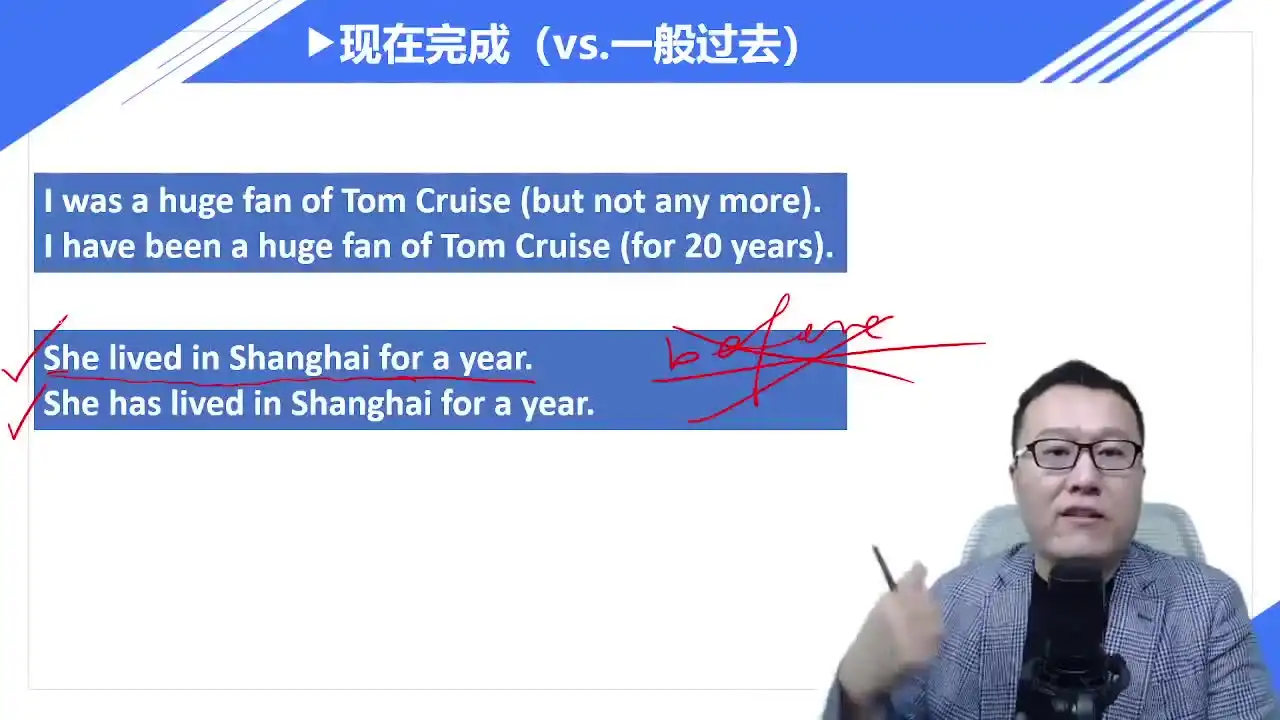 现在完成（vs.一般过去）
I was a huge fan of Tom Cruise (but not any more).
I have been a huge fan of Tom Cruise (for 20 years).
before
She lived in Shanghai for a year.
She has lived in Shanghai for a year.